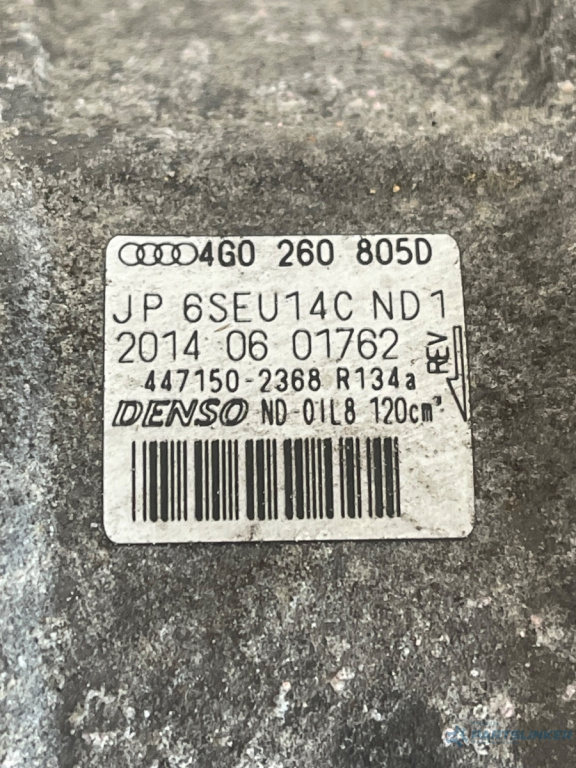 4G0 260 805D
JP 6SEU14C ND1
2014 06 01762
REV
447150-2368 R134a
DENSO ND-OIL8 120cm³